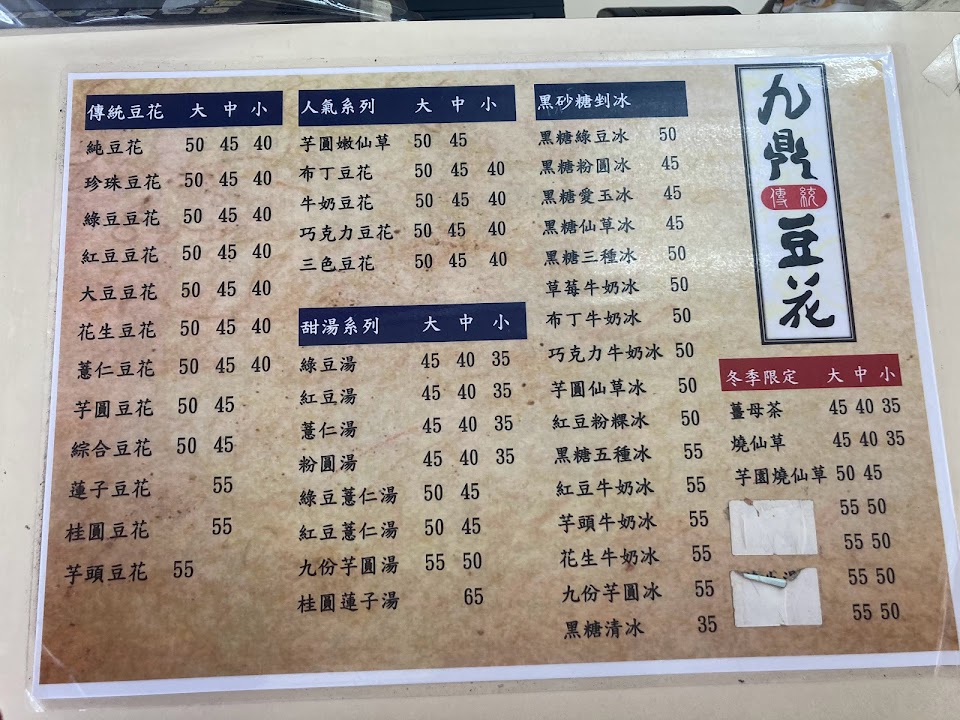 傳統豆花 大 中 小
純豆花 50 45 40
珍珠豆花 50 45 40
綠豆豆花 50 45 40
紅豆豆花 50 45 40
大豆豆花 50 45 40
花生豆花 50 45 40
薏仁豆花 50 45 40
芋圓豆花 50 45
綜合豆花 50 45
蓮子豆花 55
桂圓豆花 55
芋頭豆花 55
人氣系列 大 中 小
芋圓嫩仙草 50 45
布丁豆花 50 45 40
牛奶豆花 50 45 40
巧克力豆花 50 45 40
三色豆花 50 45 40
甜湯系列 大 中 小
綠豆湯 45 40 35
紅豆湯 45 40 35
薏仁湯 45 40 35
粉圓湯 45 40 35
綠豆薏仁湯 50 45
紅豆薏仁湯 50 45
九份芋圓湯 55 50
桂圓蓮子湯 65
黑砂糖剉冰
黑糖綠豆冰 50
黑糖粉圓冰 45
黑糖愛玉冰 45
黑糖仙草冰 45
黑糖三種冰 50
草莓牛奶冰 50
布丁牛奶冰 50
巧克力牛奶冰 50
芋圓仙草冰 50
紅豆粉粿冰 50
黑糖五種冰 55
紅豆牛奶冰 55
芋頭牛奶冰 55
花生牛奶冰 55
九份芋圓冰 55
黑糖清冰 35
九鼎
傳統
豆花
冬季限定 大 中 小
薑母茶 45 40 35
燒仙草 45 40 35
芋園燒仙草 50 45
55 50
55 50
55 50
55 50